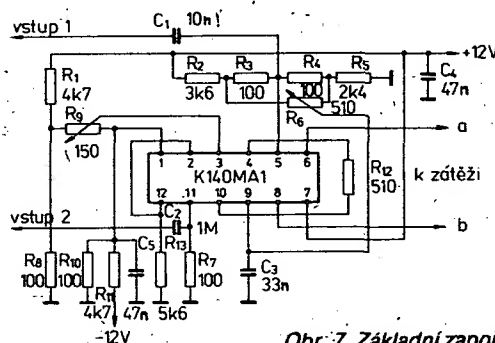 C1 10n
vstup 1
+12V
R1 4k7
R2 3k6
R3 100
R4 100
R5 2k4
C4 47n
R9 150
R6 510
a
1 2 3 4 5 6
K140MA1
12 11 10 9 8 7
R12 510
k zátěži
vstup 2
C2 1M
b
R8 100
R10 100
R11 4k7
C5 47n
R13 5k6
R7 100
C3 33n
-12V
Obr. 7. Základní zapoj